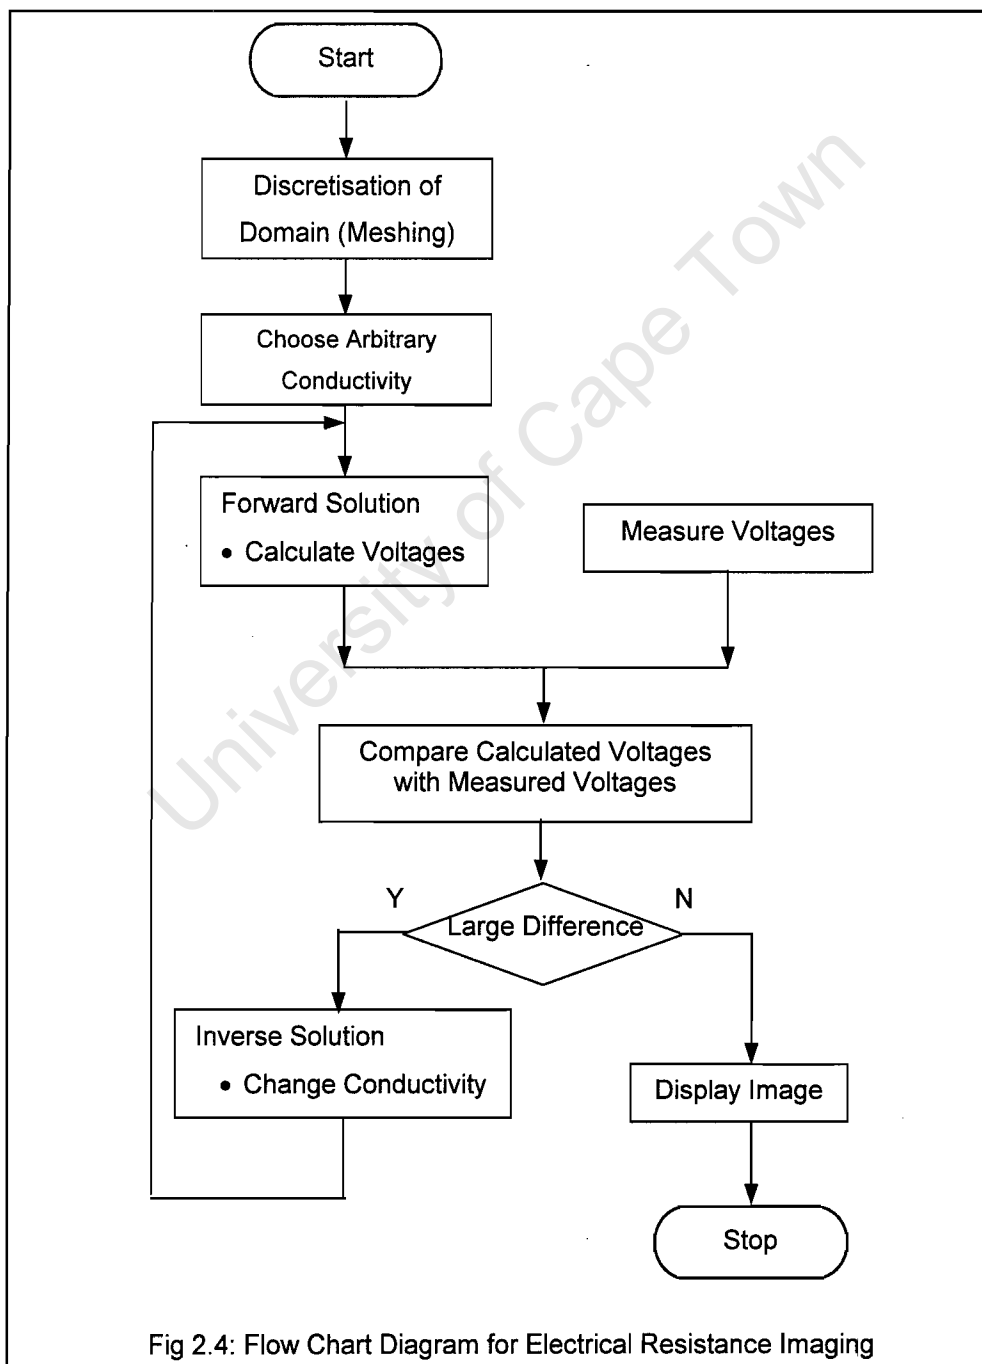 Start
Discretisation of
Domain (Meshing)
Choose Arbitrary
Conductivity
Forward Solution
• Calculate Voltages
Measure Voltages
Compare Calculated Voltages
with Measured Voltages
Y
N
Large Difference
Inverse Solution
• Change Conductivity
Display Image
Stop
Fig 2.4: Flow Chart Diagram for Electrical Resistance Imaging
University of Cape Town